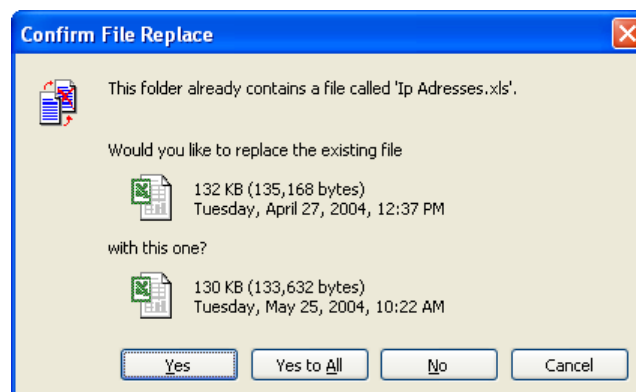 Confirm File Replace
This folder already contains a file called 'Ip Adresses.xls'.
Would you like to replace the existing file
132 KB (135,168 bytes)
Tuesday, April 27, 2004, 12:37 PM
with this one?
130 KB (133,632 bytes)
Tuesday, May 25, 2004, 10:22 AM
Yes
Yes to All
No
Cancel